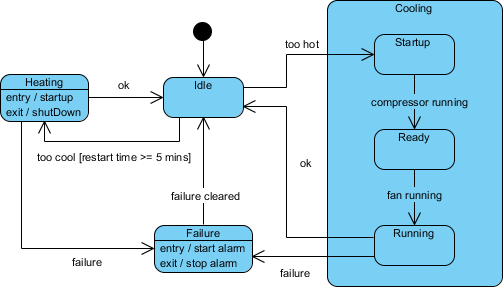 Cooling
too hot
Startup
Heating
entry / startup
exit / shutDown
ok
Idle
compressor running
Ready
too cool [restart time >= 5 mins]
ok
failure cleared
fan running
Failure
entry / start alarm
exit / stop alarm
Running
failure
failure